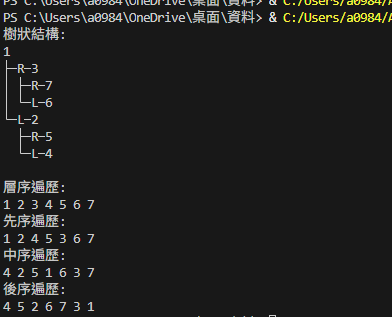 PS C:\Users\a0984\OneDrive\桌面\資料> & C:/Users/a0984/A
PS C:\Users\a0984\OneDrive\桌面\資料> & C:/Users/a0984/A
樹狀結構:
1
├─R─3
│ ├─R─7
│ └─L─6
└─L─2
  ├─R─5
  └─L─4
層序遍歷:
1 2 3 4 5 6 7
先序遍歷:
1 2 4 5 3 6 7
中序遍歷:
4 2 5 1 6 3 7
後序遍歷:
4 5 2 6 7 3 1